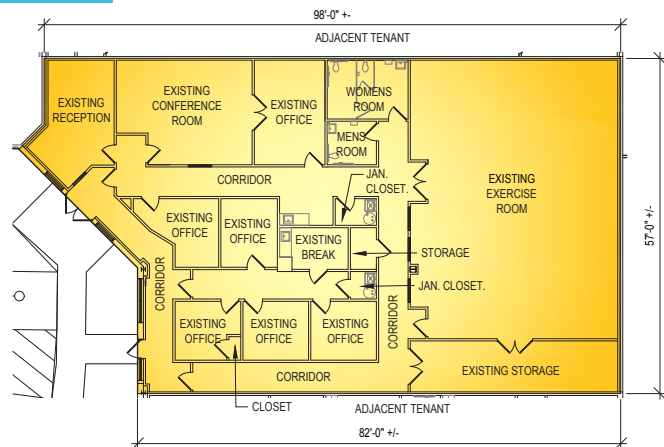 98'-0" +-
ADJACENT TENANT
EXISTING
RECEPTION
EXISTING
CONFERENCE
ROOM
EXISTING
OFFICE
WOMENS
ROOM
MENS
ROOM
EXISTING
EXERCISE
ROOM
57'-0" +/-
CORRIDOR
JAN.
CLOSET.
EXISTING
OFFICE
EXISTING
OFFICE
EXISTING
BREAK
STORAGE
JAN. CLOSET.
CORRIDOR
CORRIDOR
EXISTING
OFFICE
EXISTING
OFFICE
EXISTING
OFFICE
EXISTING STORAGE
CORRIDOR
CLOSET
ADJACENT TENANT
82'-0" +/-